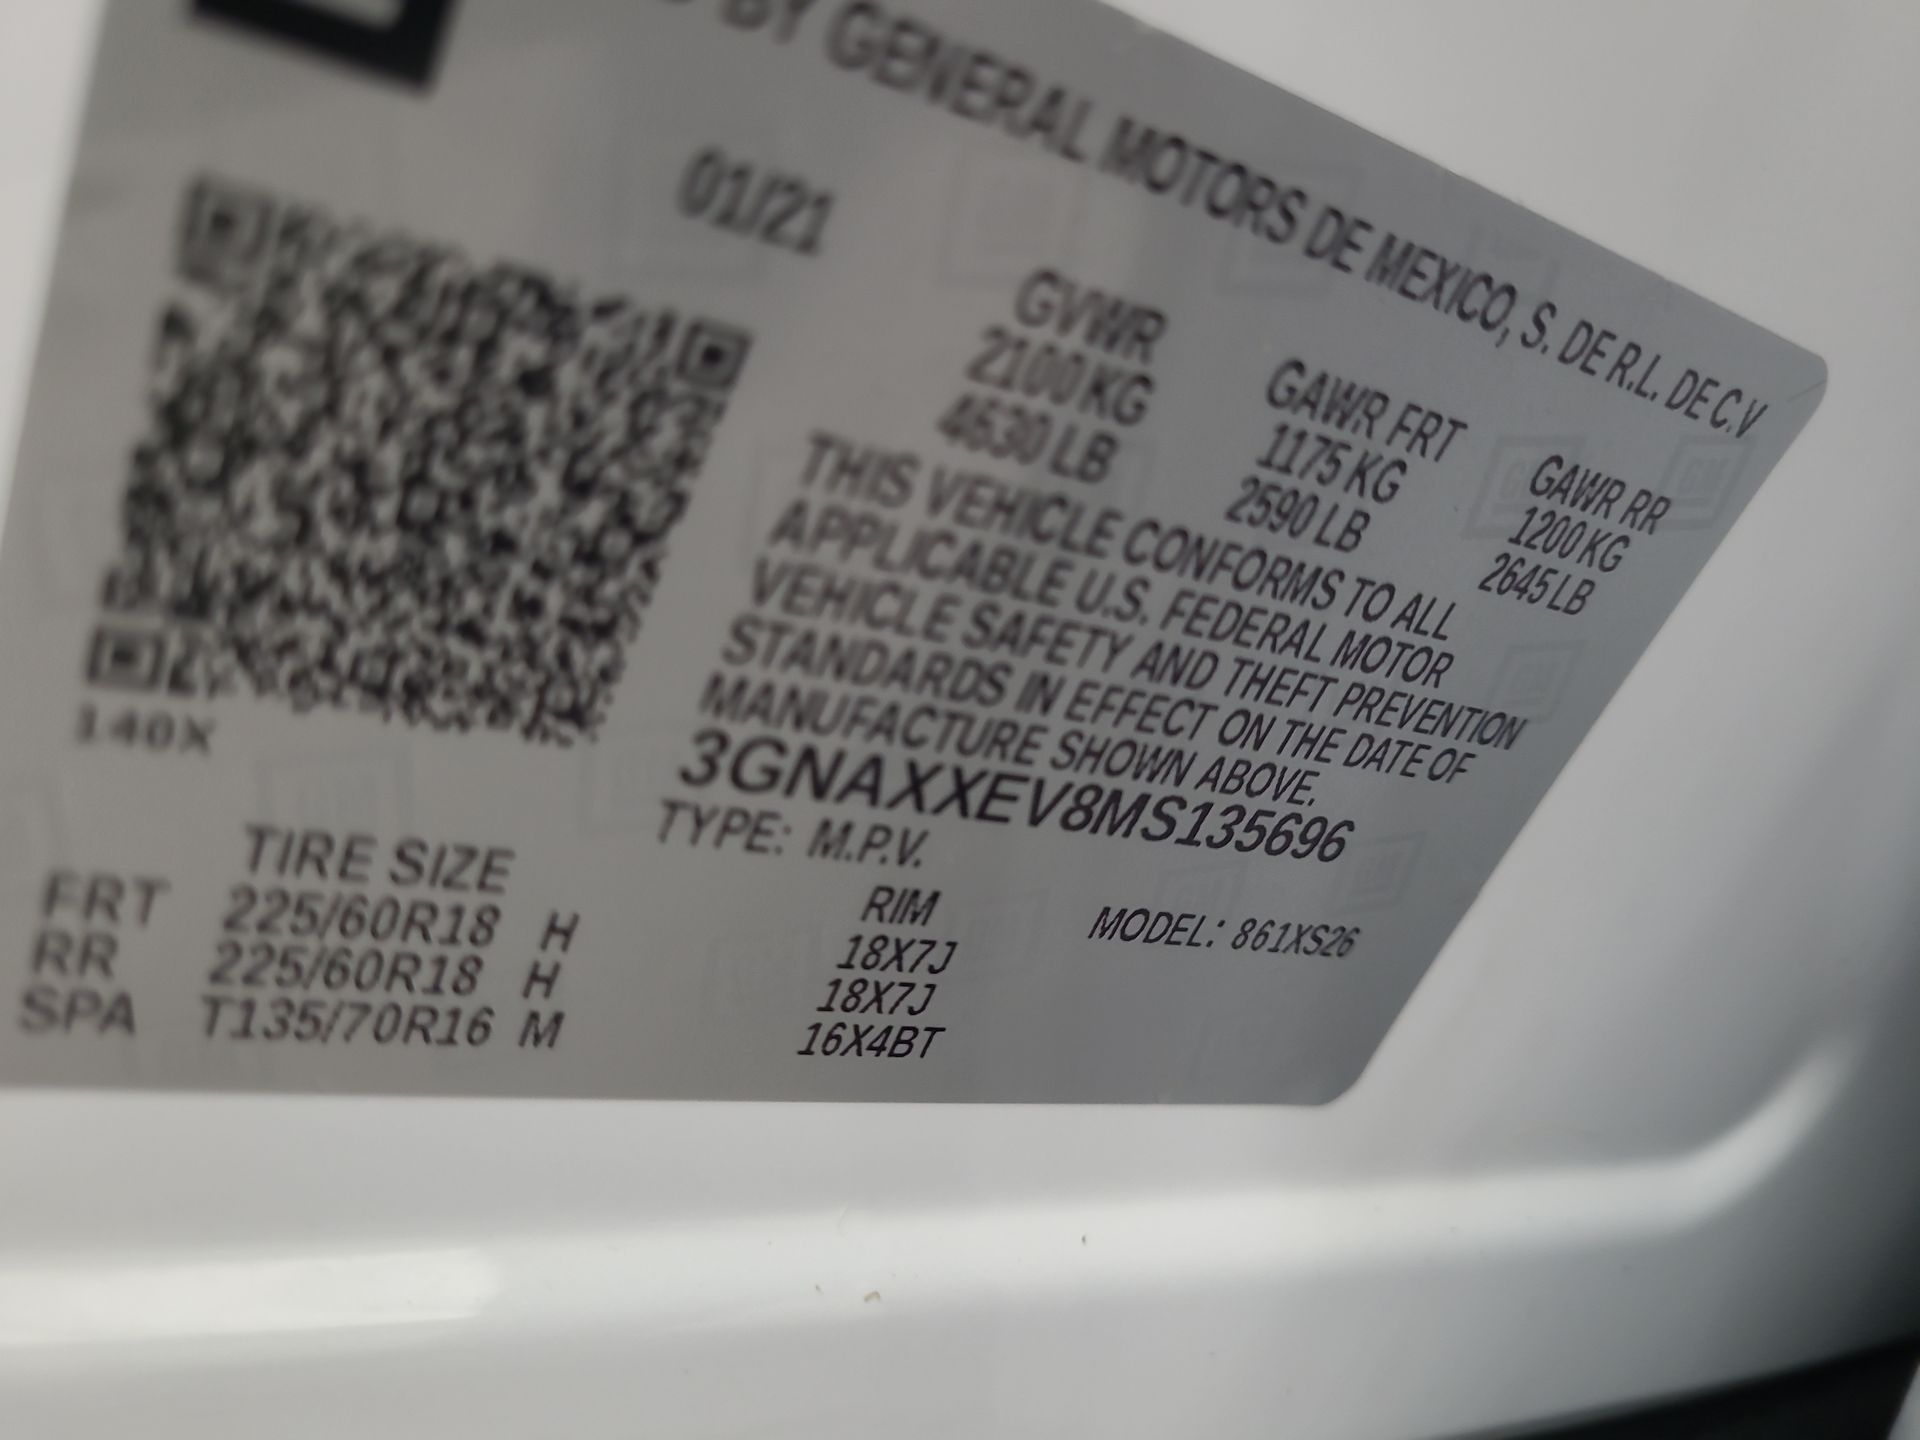 BY GENERAL MOTORS DE MEXICO, S. DE R.L. DE C.V
01/21
GVWR GAWR FRT GAWR RR
2100 KG 1175 KG 1200 KG
4630 LB 2590 LB 2645 LB
THIS VEHICLE CONFORMS TO ALL
APPLICABLE U.S. FEDERAL MOTOR
VEHICLE SAFETY AND THEFT PREVENTION
STANDARDS IN EFFECT ON THE DATE OF
MANUFACTURE SHOWN ABOVE.
3GNAXXEV8MS135696
TYPE: M.P.V. MODEL: 861XS26
140X
TIRE SIZE RIM
FRT 225/60R18 H 18X7J
RR 225/60R18 H 18X7J
SPA T135/70R16 M 16X4BT